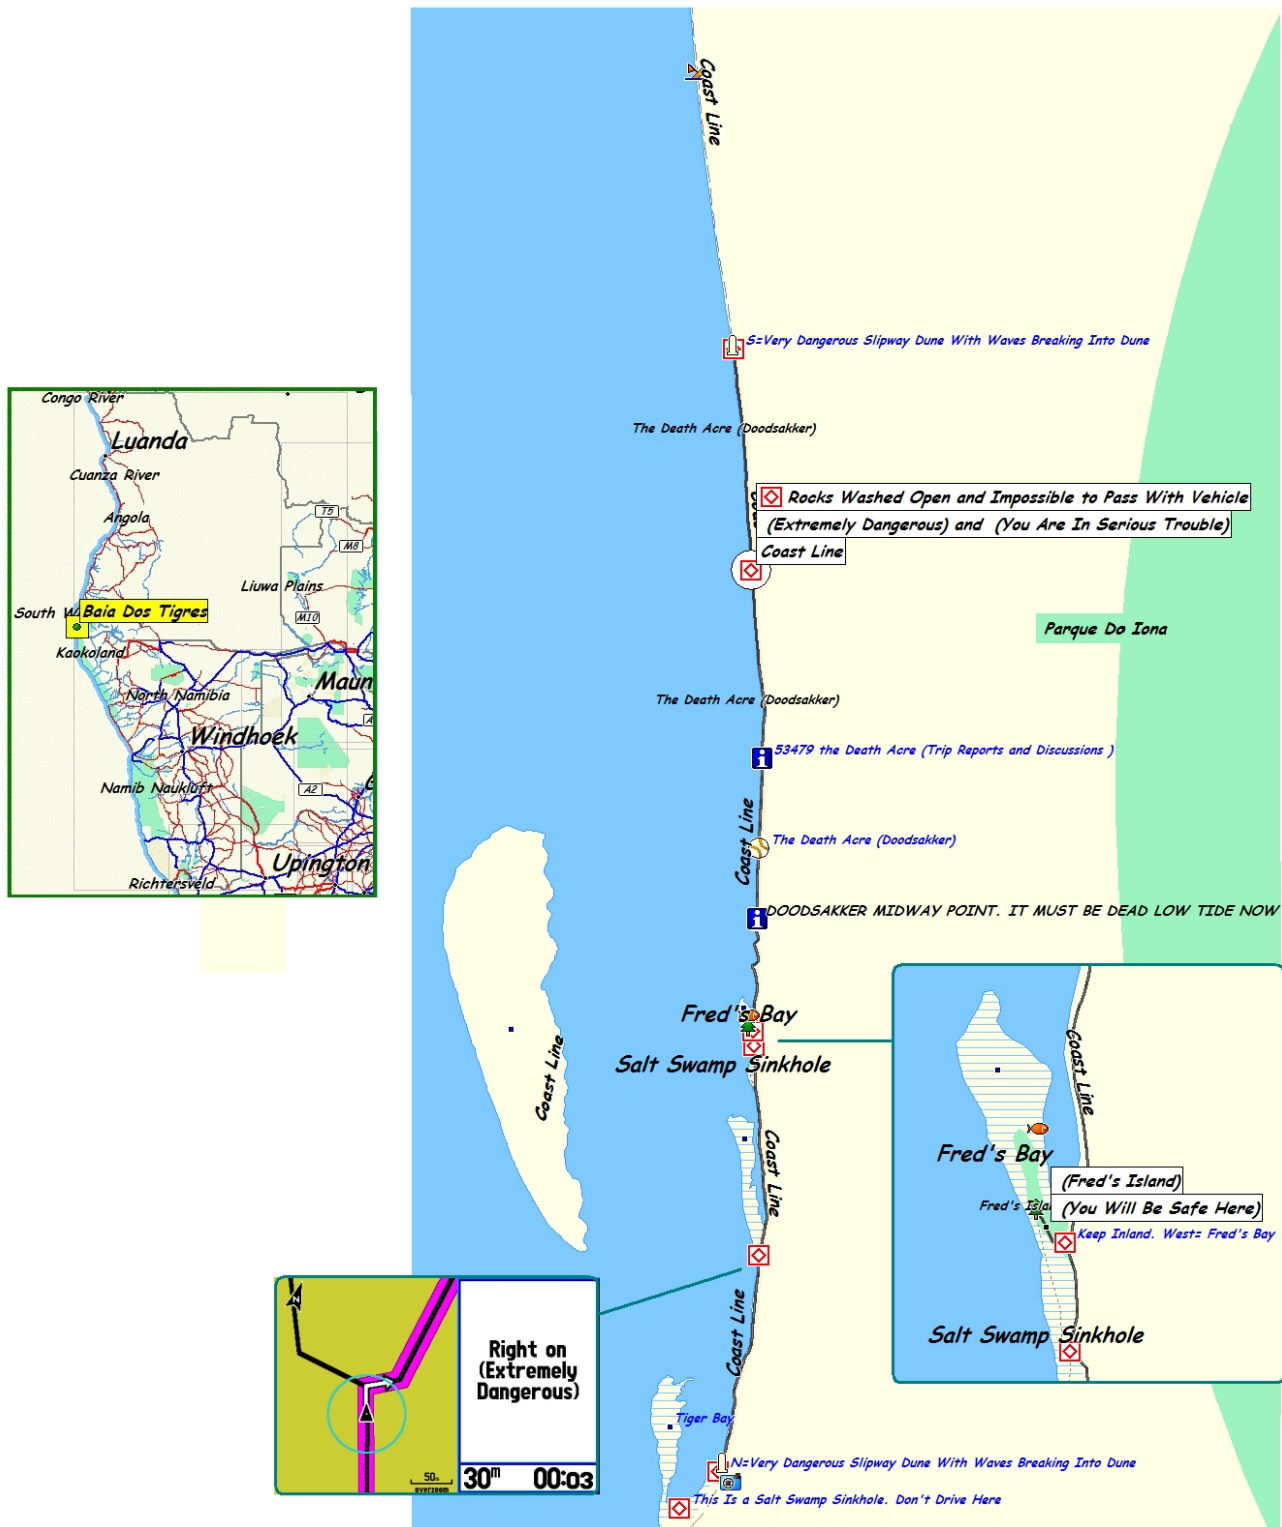 Coast Line
S=Very Dangerous Slipway Dune With Waves Breaking Into Dune
The Death Acre (Doodsakker)
Rocks Washed Open and Impossible to Pass With Vehicle
(Extremely Dangerous) and (You Are In Serious Trouble)
Coast Line
Parque Do Iona
The Death Acre (Doodsakker)
53479 the Death Acre (Trip Reports and Discussions )
Coast Line
The Death Acre (Doodsakker)
DOODSAKKER MIDWAY POINT. IT MUST BE DEAD LOW TIDE NOW
Fred's Bay
Salt Swamp Sinkhole
Coast Line
Coast Line
Coast Line
Tiger Bay
N=Very Dangerous Slipway Dune With Waves Breaking Into Dune
This Is a Salt Swamp Sinkhole. Don't Drive Here
Congo River
Luanda
Cuanza River
Angola
T5
M8
Liuwa Plains
M10
South W
Baia Dos Tigres
Kaokoland
Maun
North Namibia
A
Windhoek
Namib Naukluft
A2
G
Upington
Richtersveld
Coast Line
Fred's Bay
(Fred's Island)
Fred's Isla
(You Will Be Safe Here)
Keep Inland. West= Fred's Bay
Salt Swamp Sinkhole
N
Right on
(Extremely
Dangerous)
50m
overzoom
30m 00:03